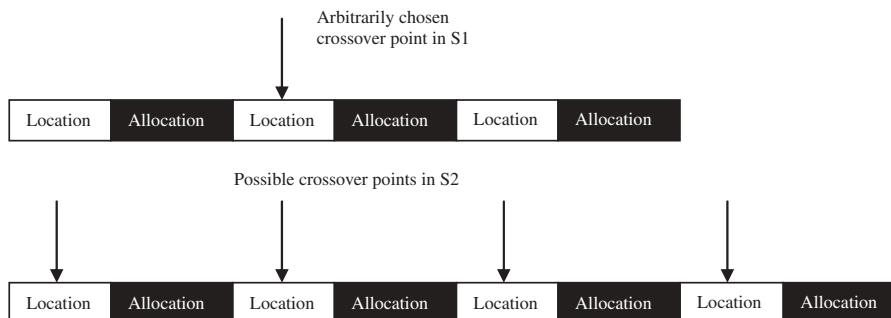 Arbitrarily chosen
crossover point in S1
Location Allocation Location Allocation Location Allocation
Possible crossover points in S2
Location Allocation Location Allocation Location Allocation Location Allocation